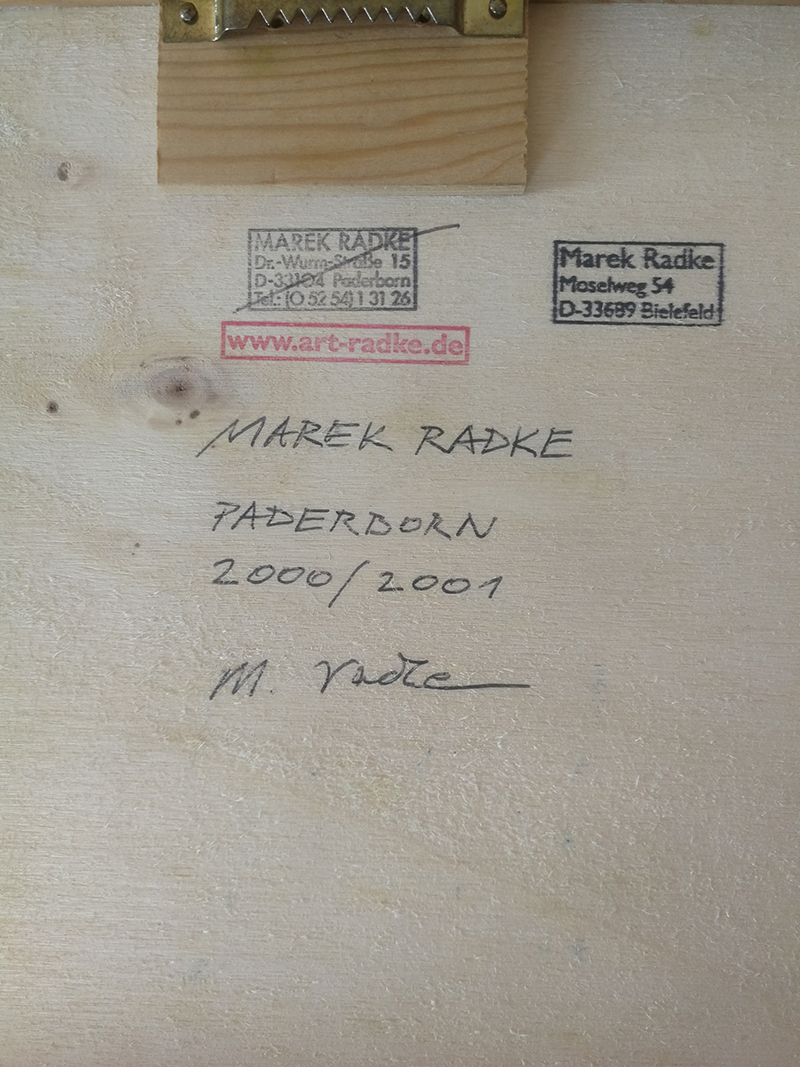 MAREK RADKE
Dr.-Wurm-Straße 15
D-33104 Paderborn
Tel.: (0 52 54) 1 31 26
Marek Radke
Moselweg 54
D-33689 Bielefeld
www.art-radke.de
MAREK RADKE
PADERBORN
2000/2001
M. Radke